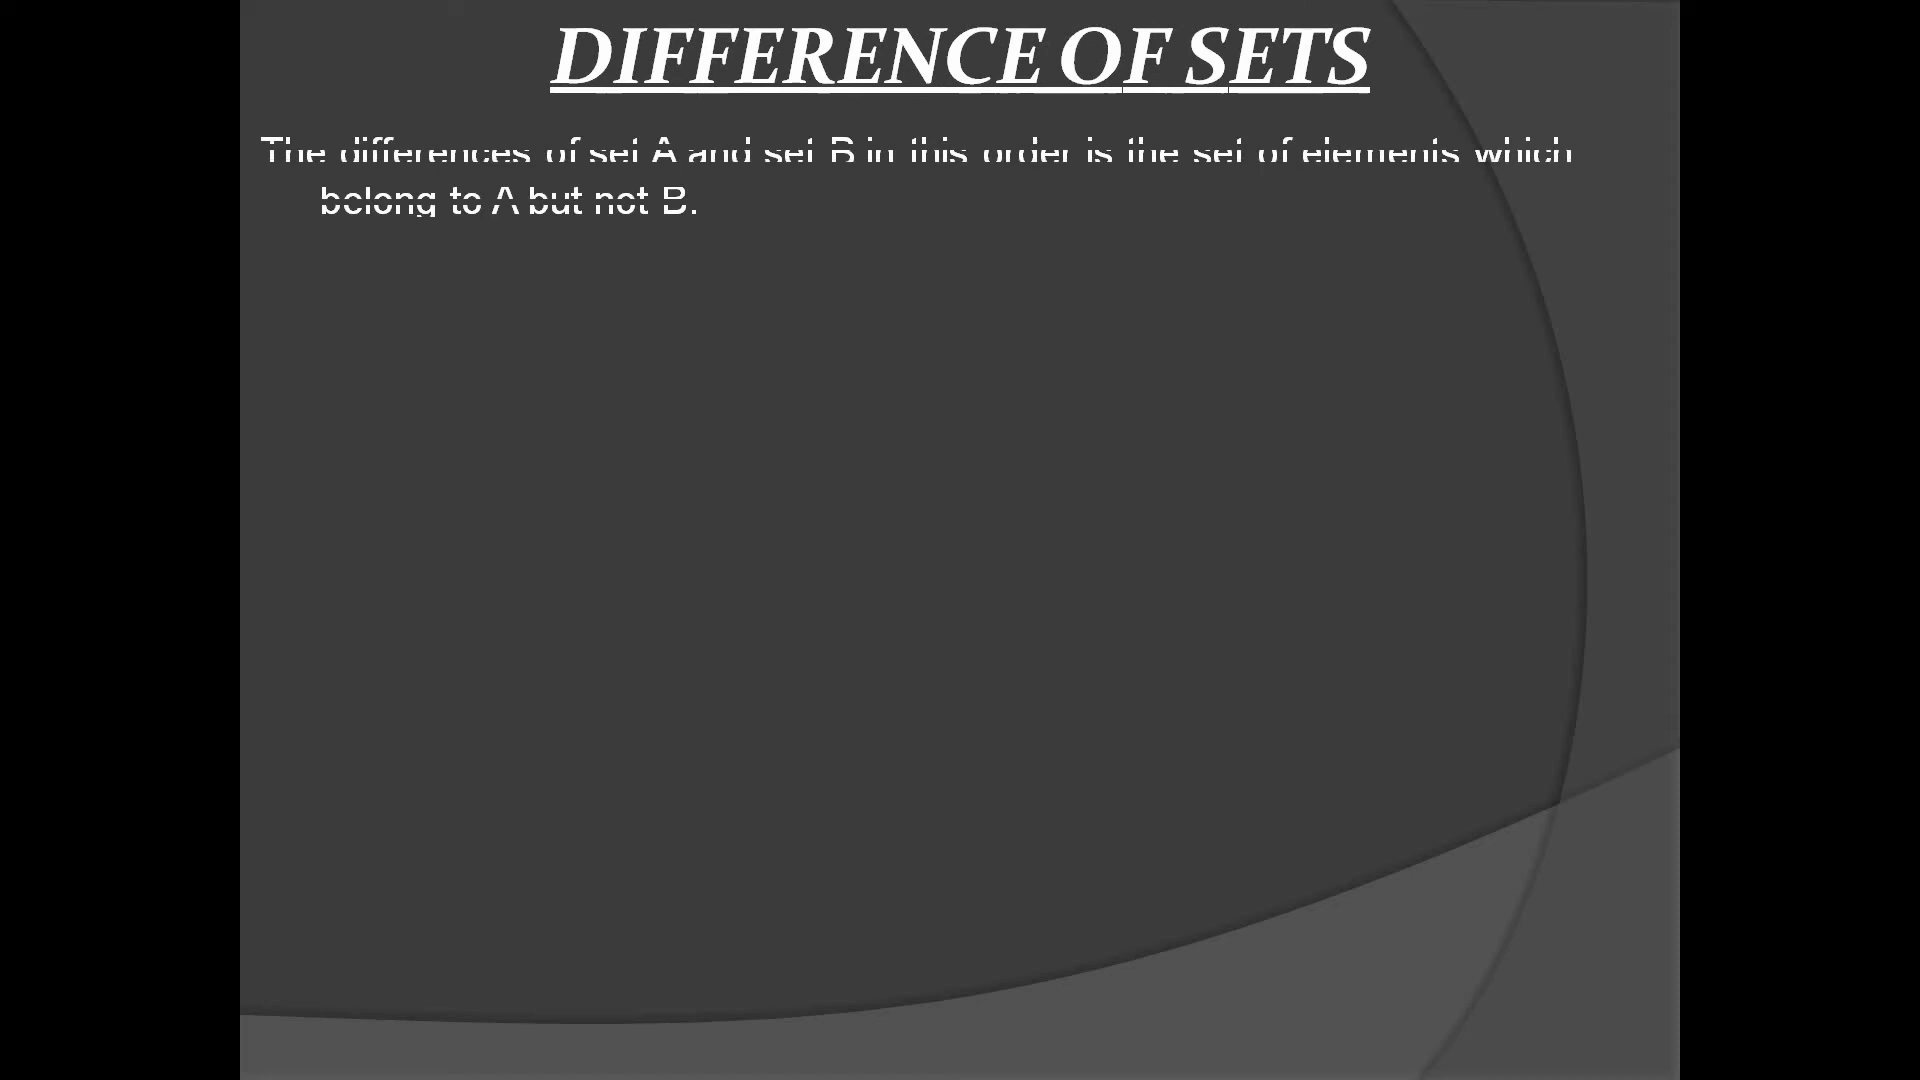 DIFFERENCE OF SETS
The differences of set A and set B in this order is the set of elements which
belong to A but not B.